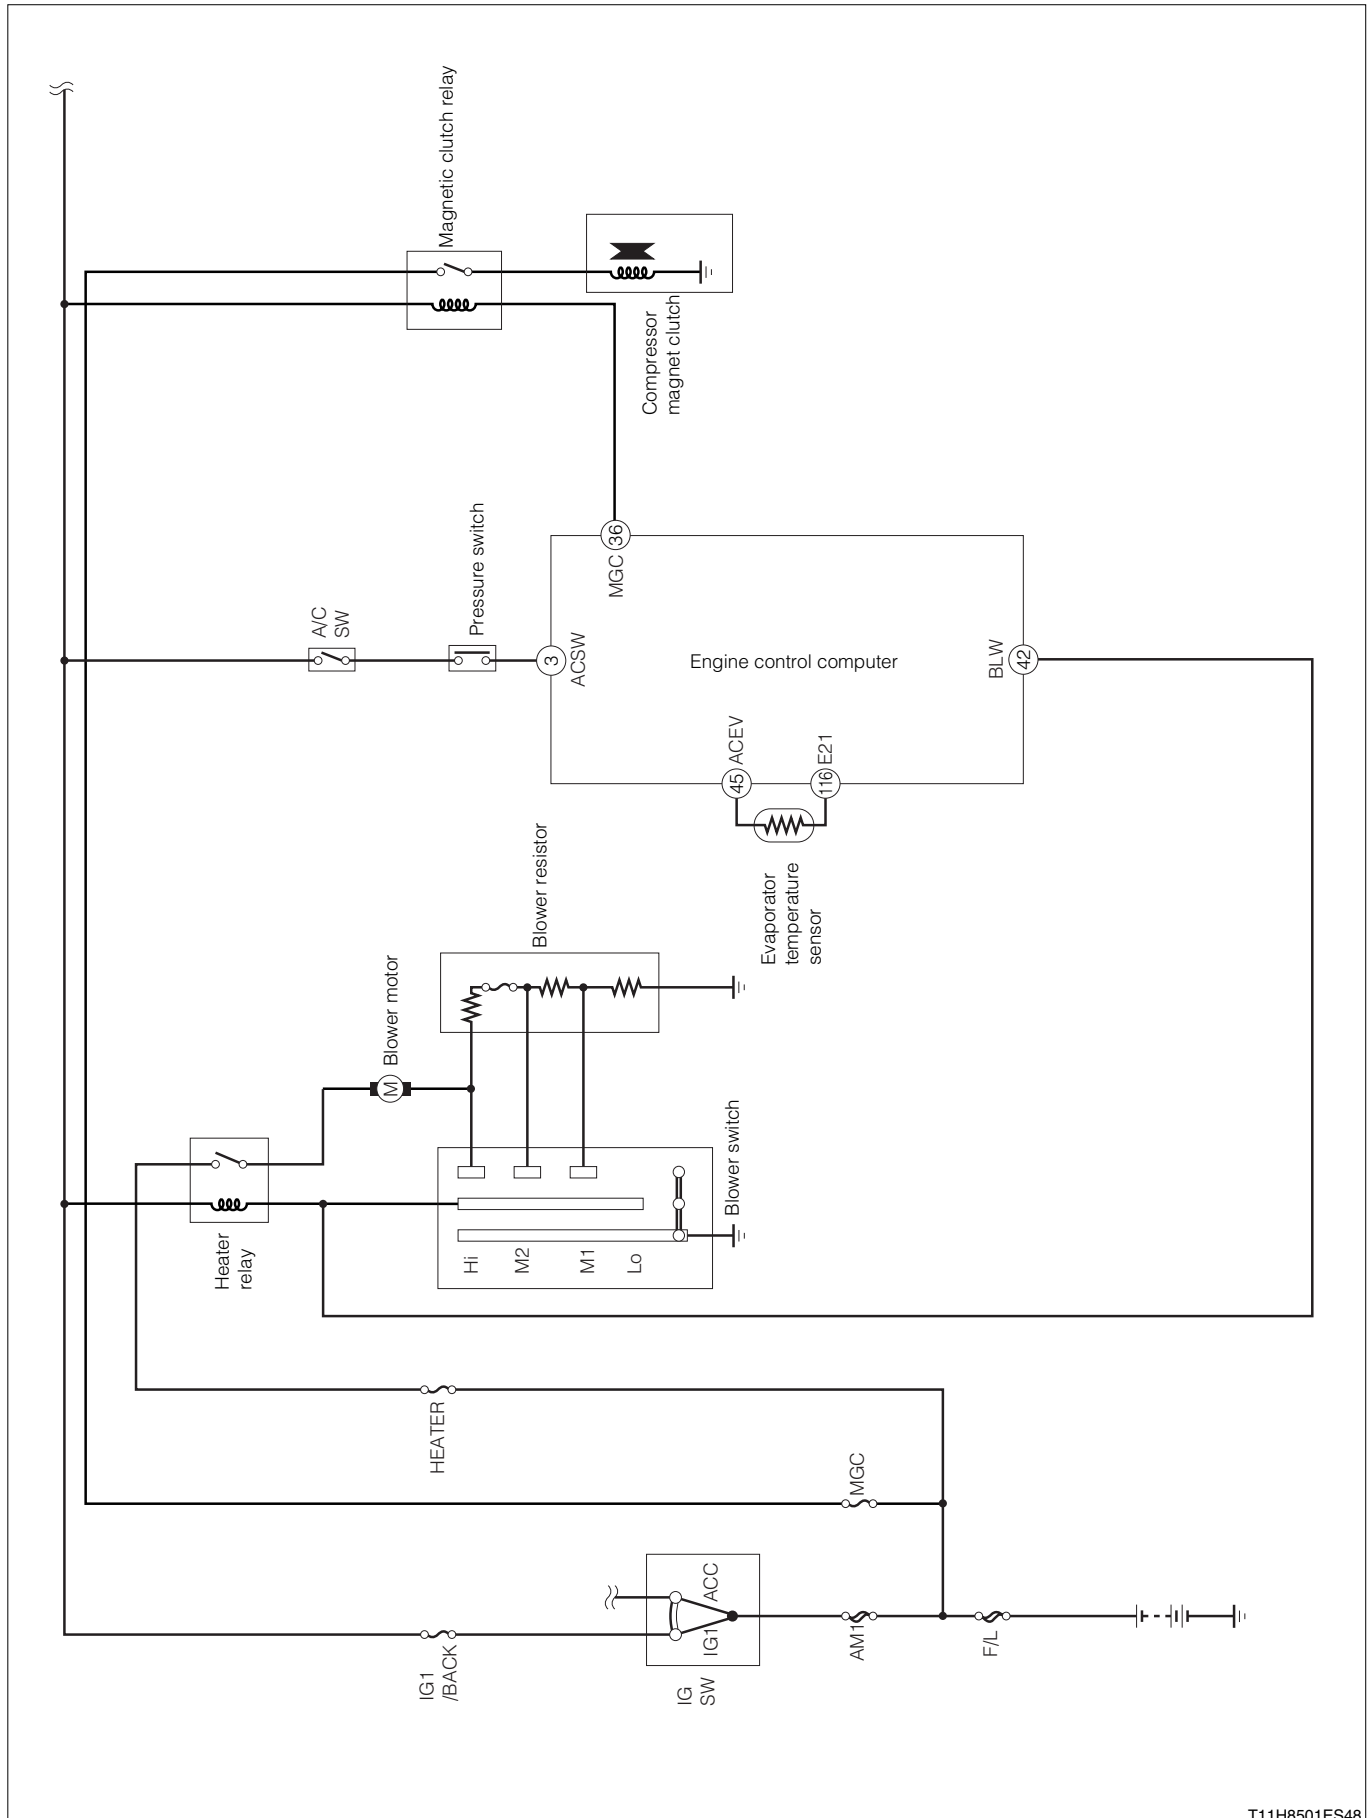 Magnetic clutch relay
Compressor
magnet clutch
Pressure switch
A/C
SW
36
MGC
3
ACSW
Engine control computer
BLW
42
45
ACEV
116
E21
Evaporator
temperature
sensor
Blower resistor
Blower motor
M
Blower switch
Hi
M2
M1
Lo
Heater
relay
HEATER
MGC
IG1
/BACK
IG1
ACC
IG
SW
AM1
F/L
T11H8501ES48